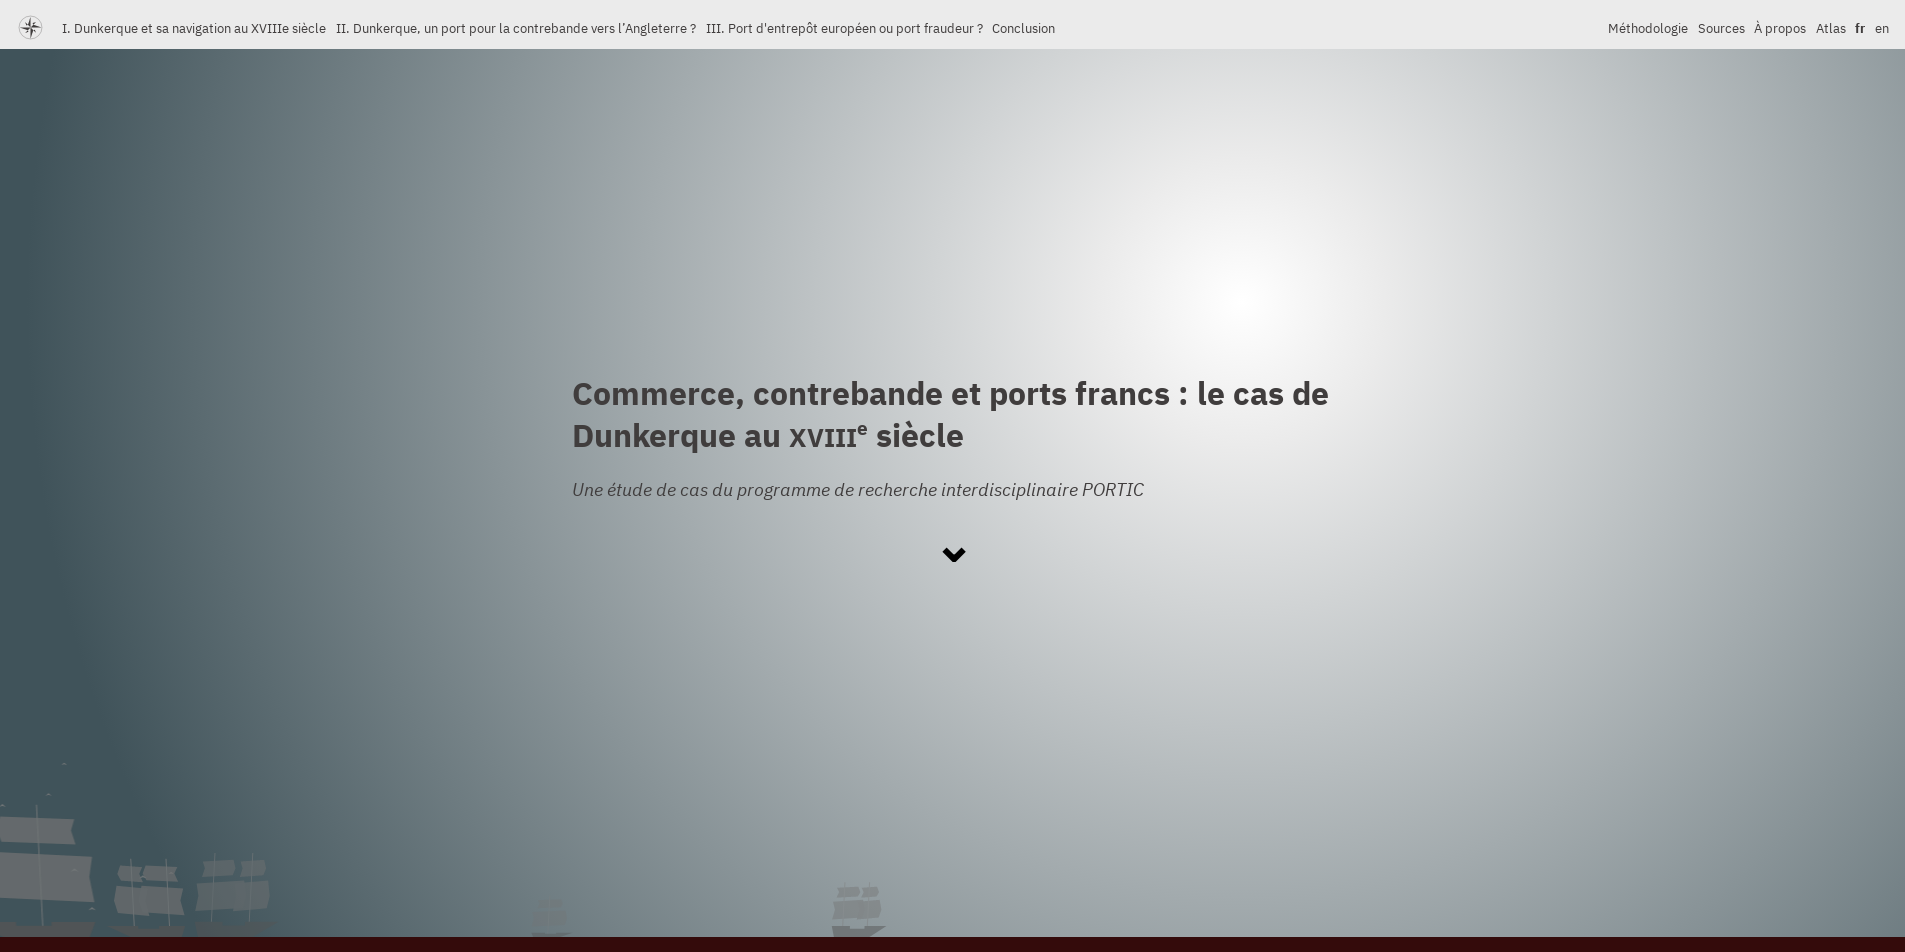 I. Dunkerque et sa navigation au XVIIIe siècle II. Dunkerque, un port pour la contrebande vers l’Angleterre ? III. Port d'entrepôt européen ou port fraudeur ? Conclusion Méthodologie Sources À propos Atlas fr en
Commerce, contrebande et ports francs : le cas de
Dunkerque au XVIIIe siècle
Une étude de cas du programme de recherche interdisciplinaire PORTIC